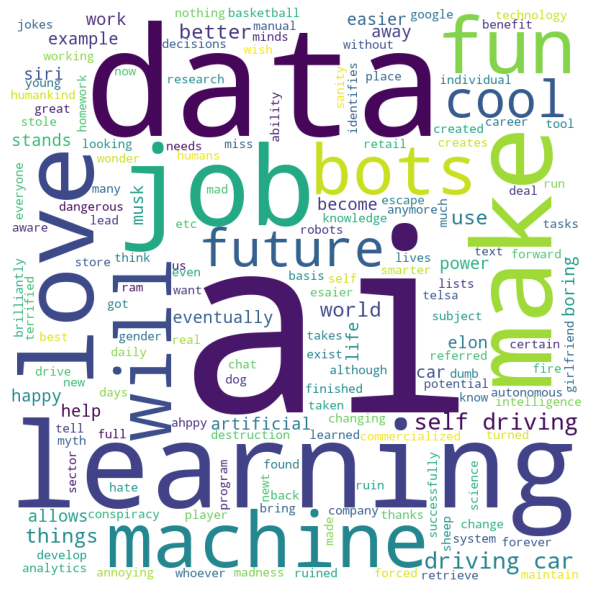 nothing basketball google technology
jokes work manual easier benefit
example better decisions minds away wish without fun
siri working now data place individual
young research identifies cool
humankind homework sanity career tool
great stole needs ability retail created creates
stands looking job miss bots
wonder humans deal run
everyone many mad become escape anymore much make
dangerous musk knowledge use tasks
aware lead etc robots text forward
love think future lives smarter power
store us even basis self lists boring
brilliantly terrified will ram want esaier world telsa certain
got eventually takes life subject elon fire girlfriend
best gender real ai exist although car dumb referred
drive daily chat potential autonomous
new days dog finished know intelligence
happy help ahppy artificial taken changing self driving
tell full destruction learned commercialized turned
myth learning
sector hate program found ruin successfully science
allows conspiracy newt back company thanks sheep change
things player bring machine made system forever
develop driving car
analytics annoying whoever madness ruined forced retrieve maintain